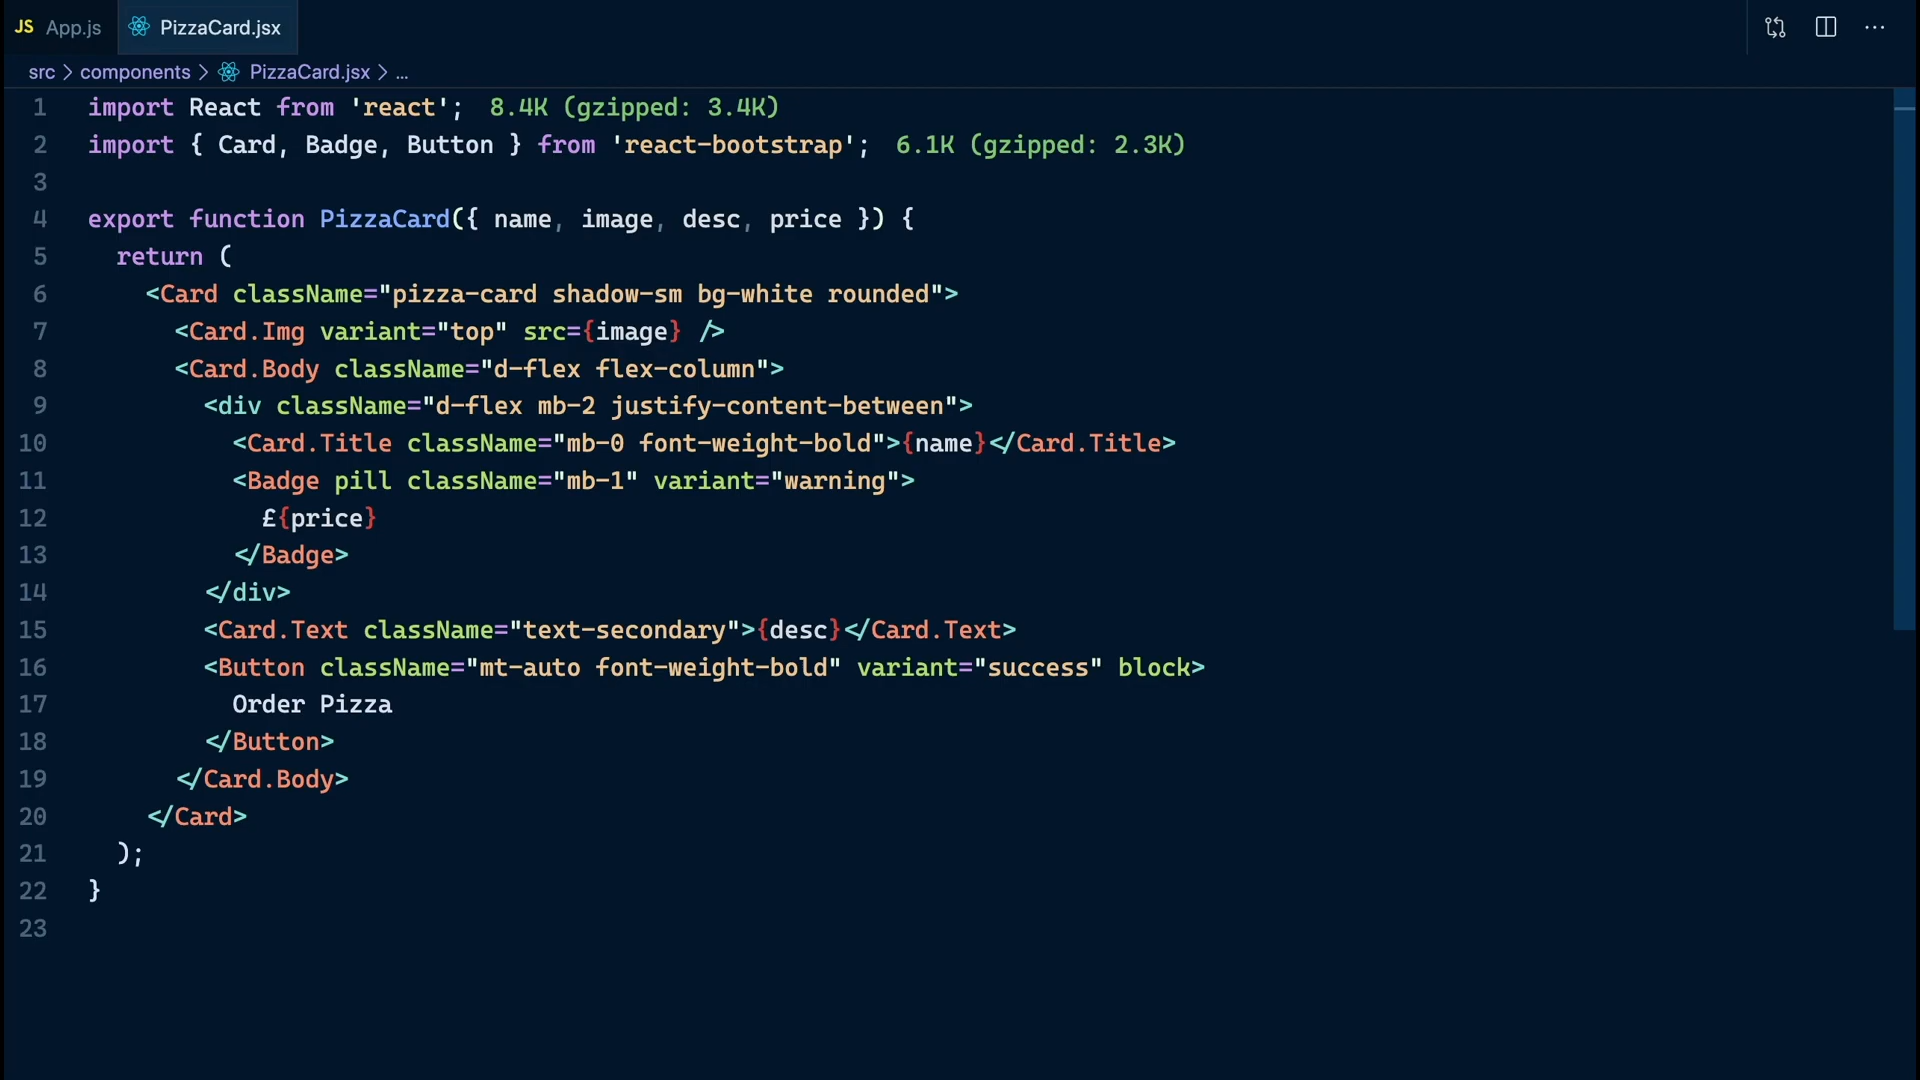 JS App.js PizzaCard.jsx ...
src > components > PizzaCard.jsx > ...
1 import React from 'react'; 8.4K (gzipped: 3.4K)
2 import { Card, Badge, Button } from 'react-bootstrap'; 6.1K (gzipped: 2.3K)
3
4 export function PizzaCard({ name, image, desc, price }) {
5   return (
6     <Card className="pizza-card shadow-sm bg-white rounded">
7       <Card.Img variant="top" src={image} />
8       <Card.Body className="d-flex flex-column">
9         <div className="d-flex mb-2 justify-content-between">
10           <Card.Title className="mb-0 font-weight-bold">{name}</Card.Title>
11           <Badge pill className="mb-1" variant="warning">
12             £{price}
13           </Badge>
14         </div>
15         <Card.Text className="text-secondary">{desc}</Card.Text>
16         <Button className="mt-auto font-weight-bold" variant="success" block>
17           Order Pizza
18         </Button>
19       </Card.Body>
20     </Card>
21   );
22 }
23